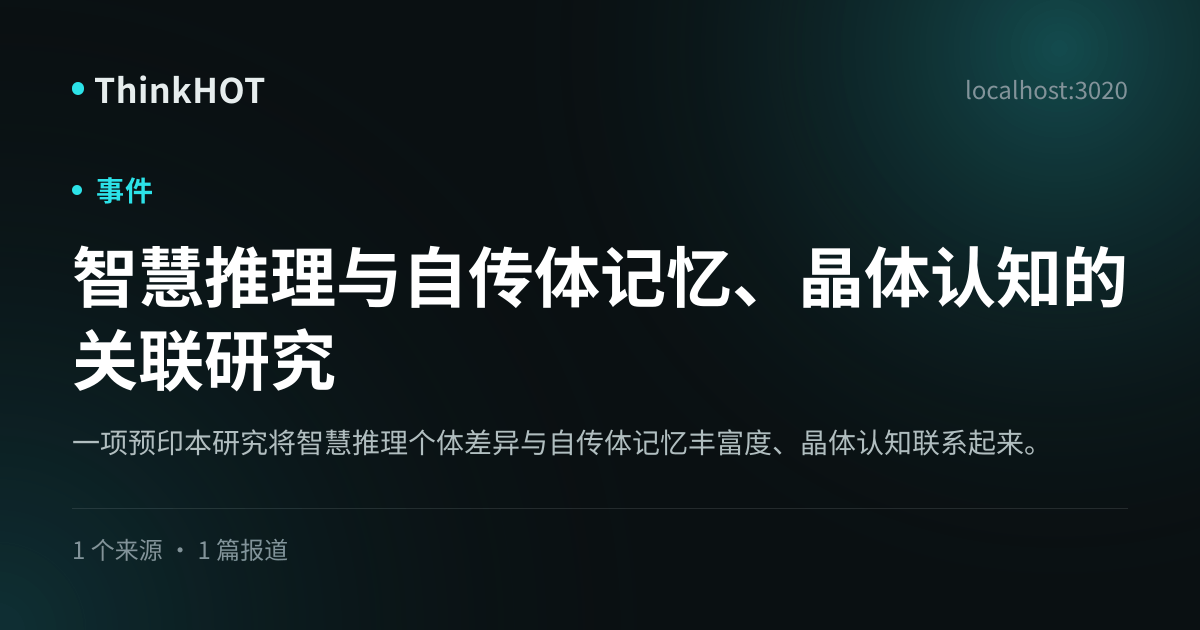 ThinkHOT
localhost:3020
事件
智慧推理与自传体记忆、晶体认知的
关联研究
一项预印本研究将智慧推理个体差异与自传体记忆丰富度、晶体认知联系起来。
1 个来源 · 1 篇报道